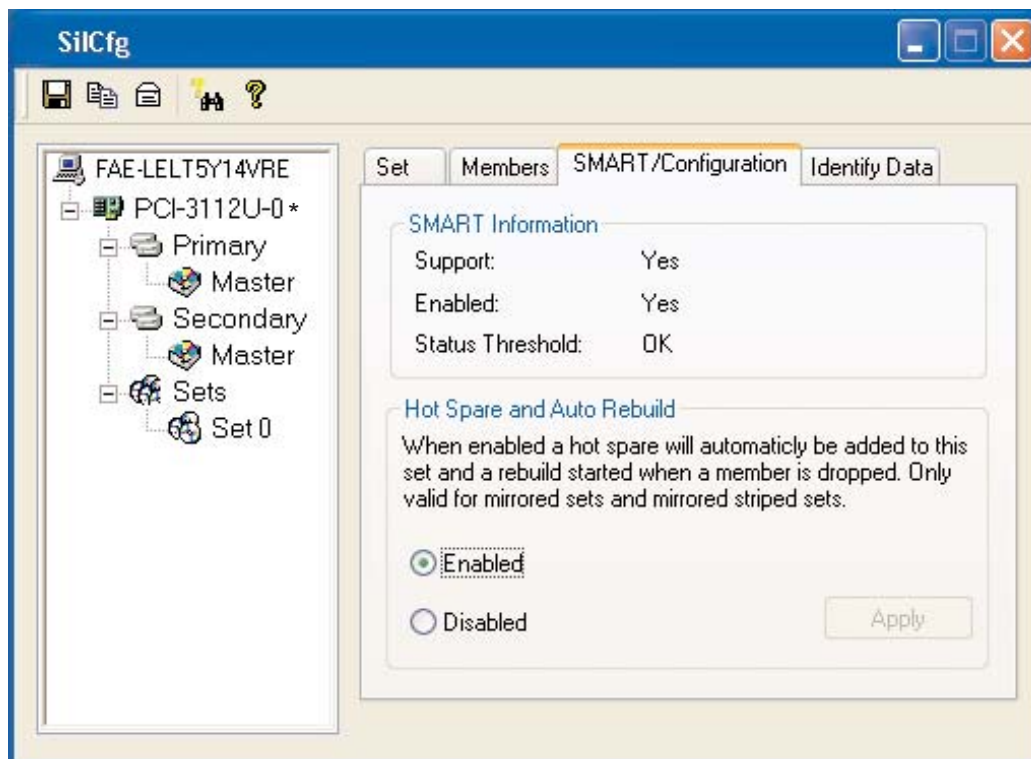 SilCfg
FAE-LELT5Y14VRE
PCI-3112U-0*
Primary
Master
Secondary
Master
Sets
Set 0
Set
Members
SMART/Configuration
Identify Data
SMART Information
Support: Yes
Enabled: Yes
Status Threshold: OK
Hot Spare and Auto Rebuild
When enabled a hot spare will automaticly be added to this
set and a rebuild started when a member is dropped. Only
valid for mirrored sets and mirrored striped sets.
Enabled
Disabled
Apply